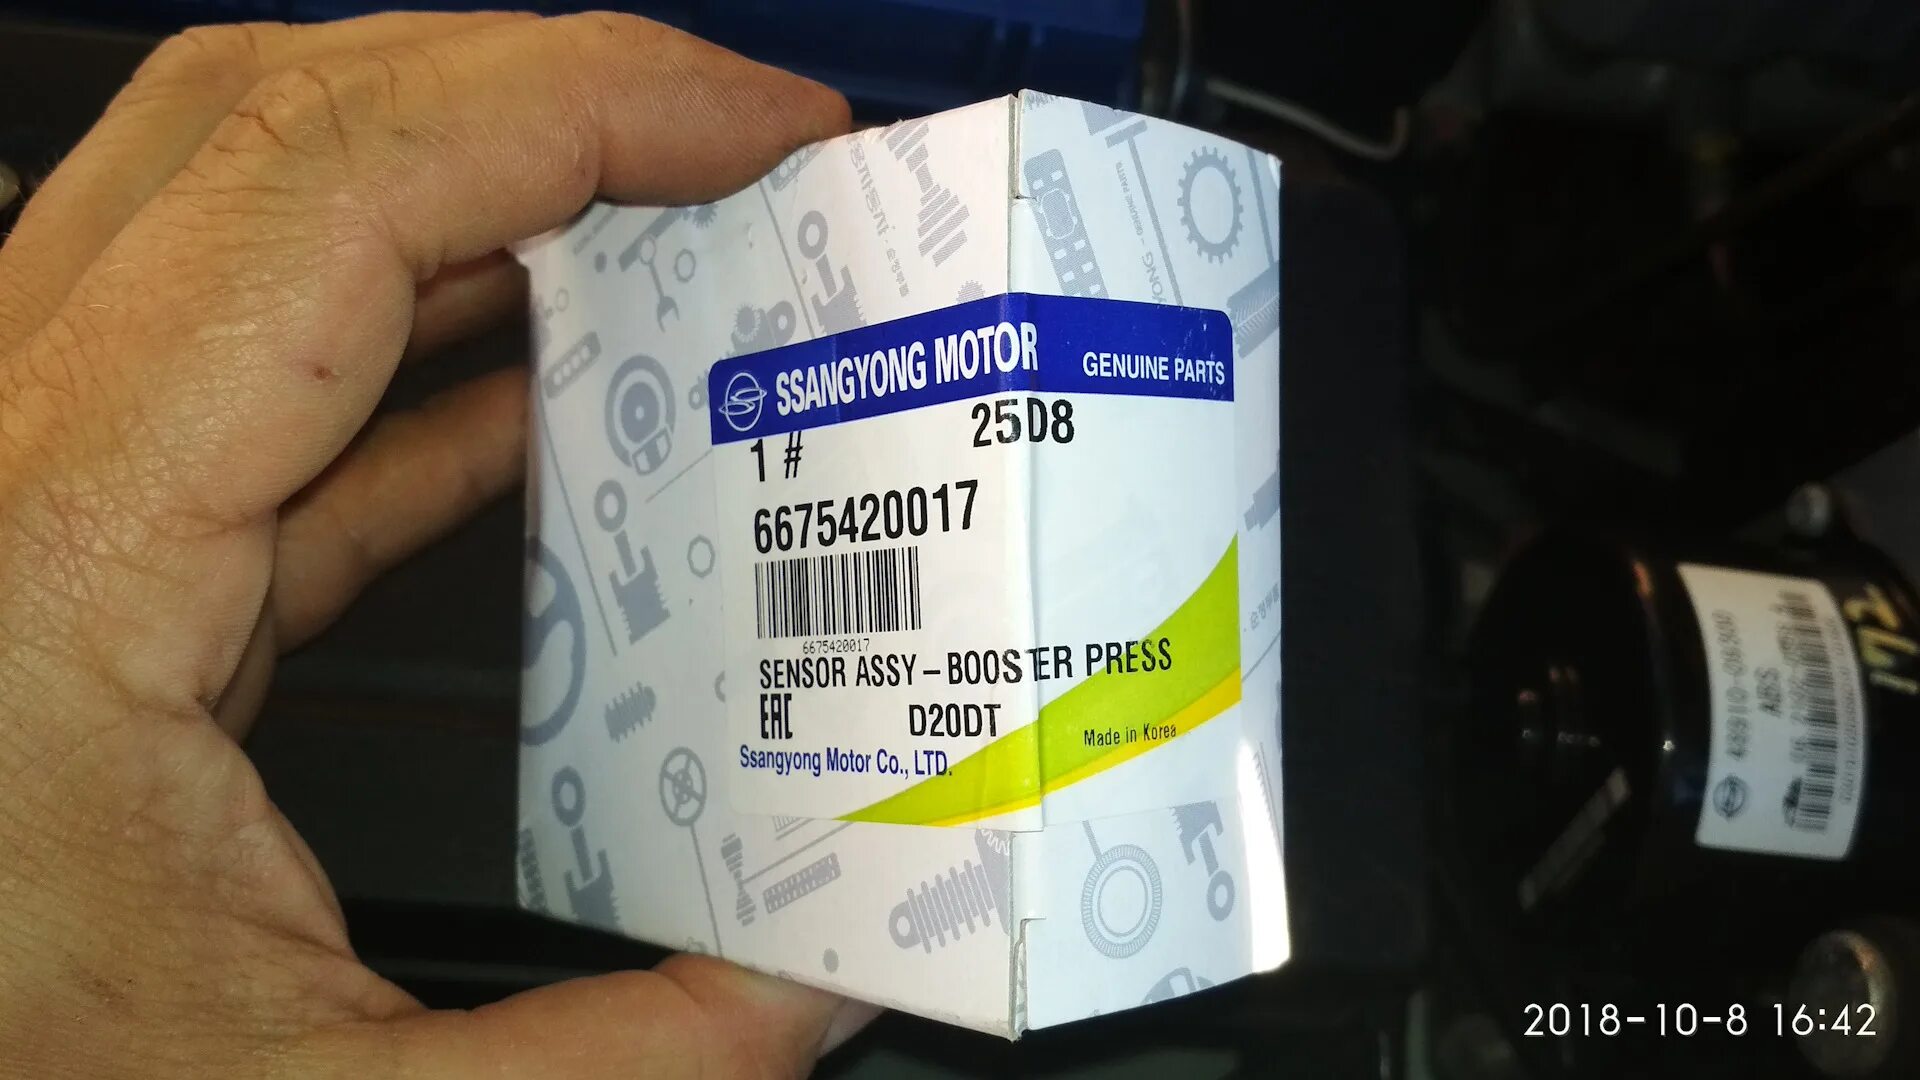 SSANGYONG MOTOR GENUINE PARTS
1 # 25D8
6675420017
6675420017
SENSOR ASSY-BOOSTER PRESS
EAC D20DT
Made in Korea
Ssangyong Motor Co., LTD.
ABS
2018-10-8 16:42